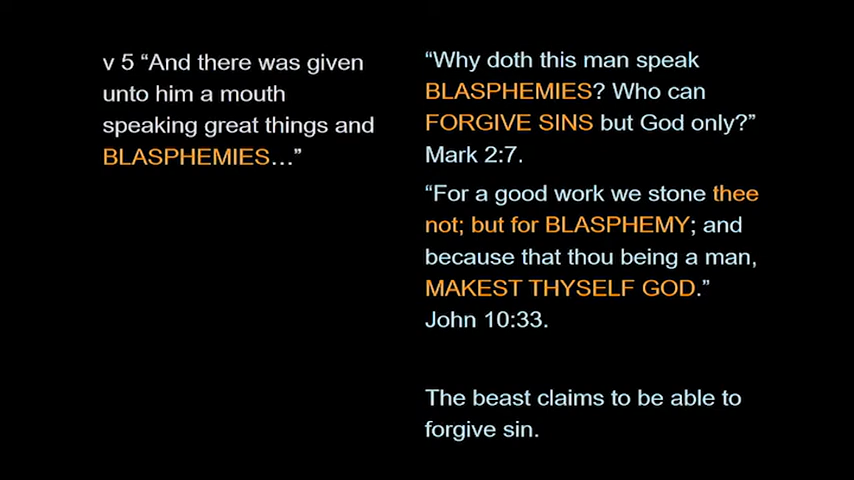 v 5 “And there was given
unto him a mouth
speaking great things and
BLASPHEMIES…”
“Why doth this man speak
BLASPHEMIES? Who can
FORGIVE SINS but God only?”
Mark 2:7.
“For a good work we stone thee
not; but for BLASPHEMY; and
because that thou being a man,
MAKEST THYSELF GOD.”
John 10:33.
The beast claims to be able to
forgive sin.